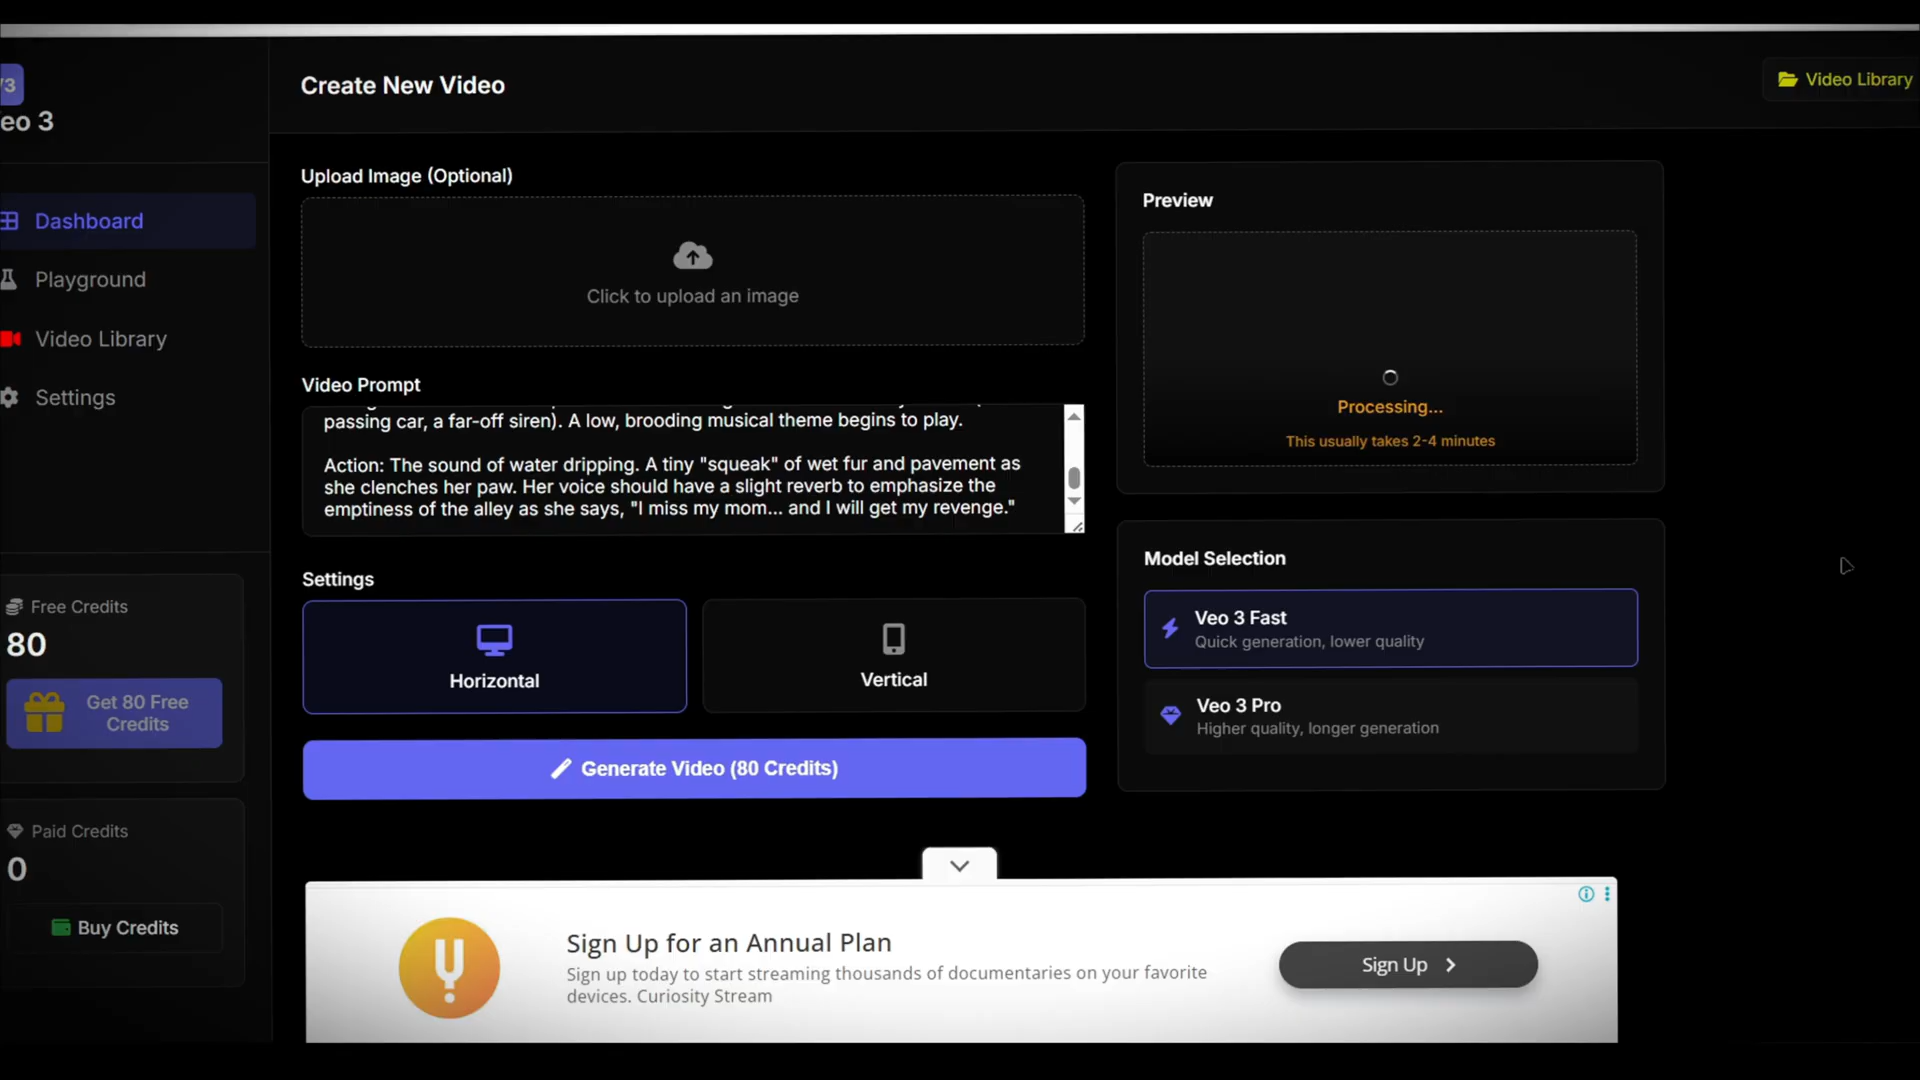 V3
eo 3
Dashboard
Playground
Video Library
Settings
Free Credits
80
Get 80 Free
Credits
Paid Credits
0
Buy Credits
Create New Video
Video Library
Upload Image (Optional)
Click to upload an image
Video Prompt
passing car, a far-off siren). A low, brooding musical theme begins to play.
Action: The sound of water dripping. A tiny "squeak" of wet fur and pavement as
she clenches her paw. Her voice should have a slight reverb to emphasize the
emptiness of the alley as she says, "I miss my mom... and I will get my revenge."
Settings
Horizontal
Vertical
Generate Video (80 Credits)
Preview
Processing...
This usually takes 2-4 minutes
Model Selection
Veo 3 Fast
Quick generation, lower quality
Veo 3 Pro
Higher quality, longer generation
Sign Up for an Annual Plan
Sign up today to start streaming thousands of documentaries on your favorite
devices. Curiosity Stream
Sign Up